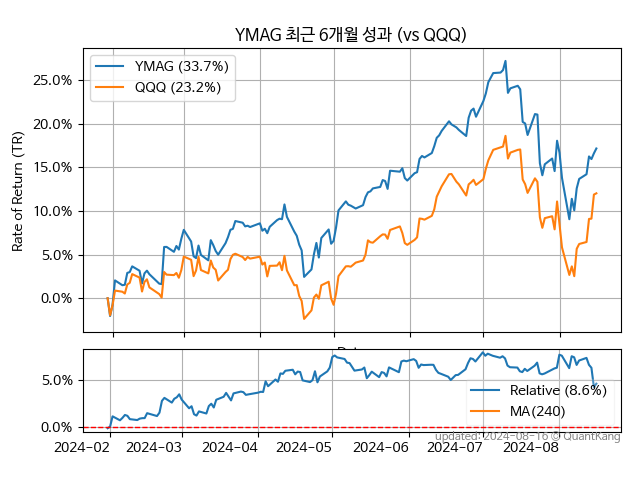 YMAG 최근 6개월 성과 (vs QQQ)
YMAG (33.7%)
QQQ (23.2%)
Rate of Return (TR)
25.0%
20.0%
15.0%
10.0%
5.0%
0.0%
5.0%
0.0%
Relative (8.6%)
MA(240)
2024-02 2024-03 2024-04 2024-05 2024-06 2024-07 2024-08
updated: 2024-08-16 © QuantKang